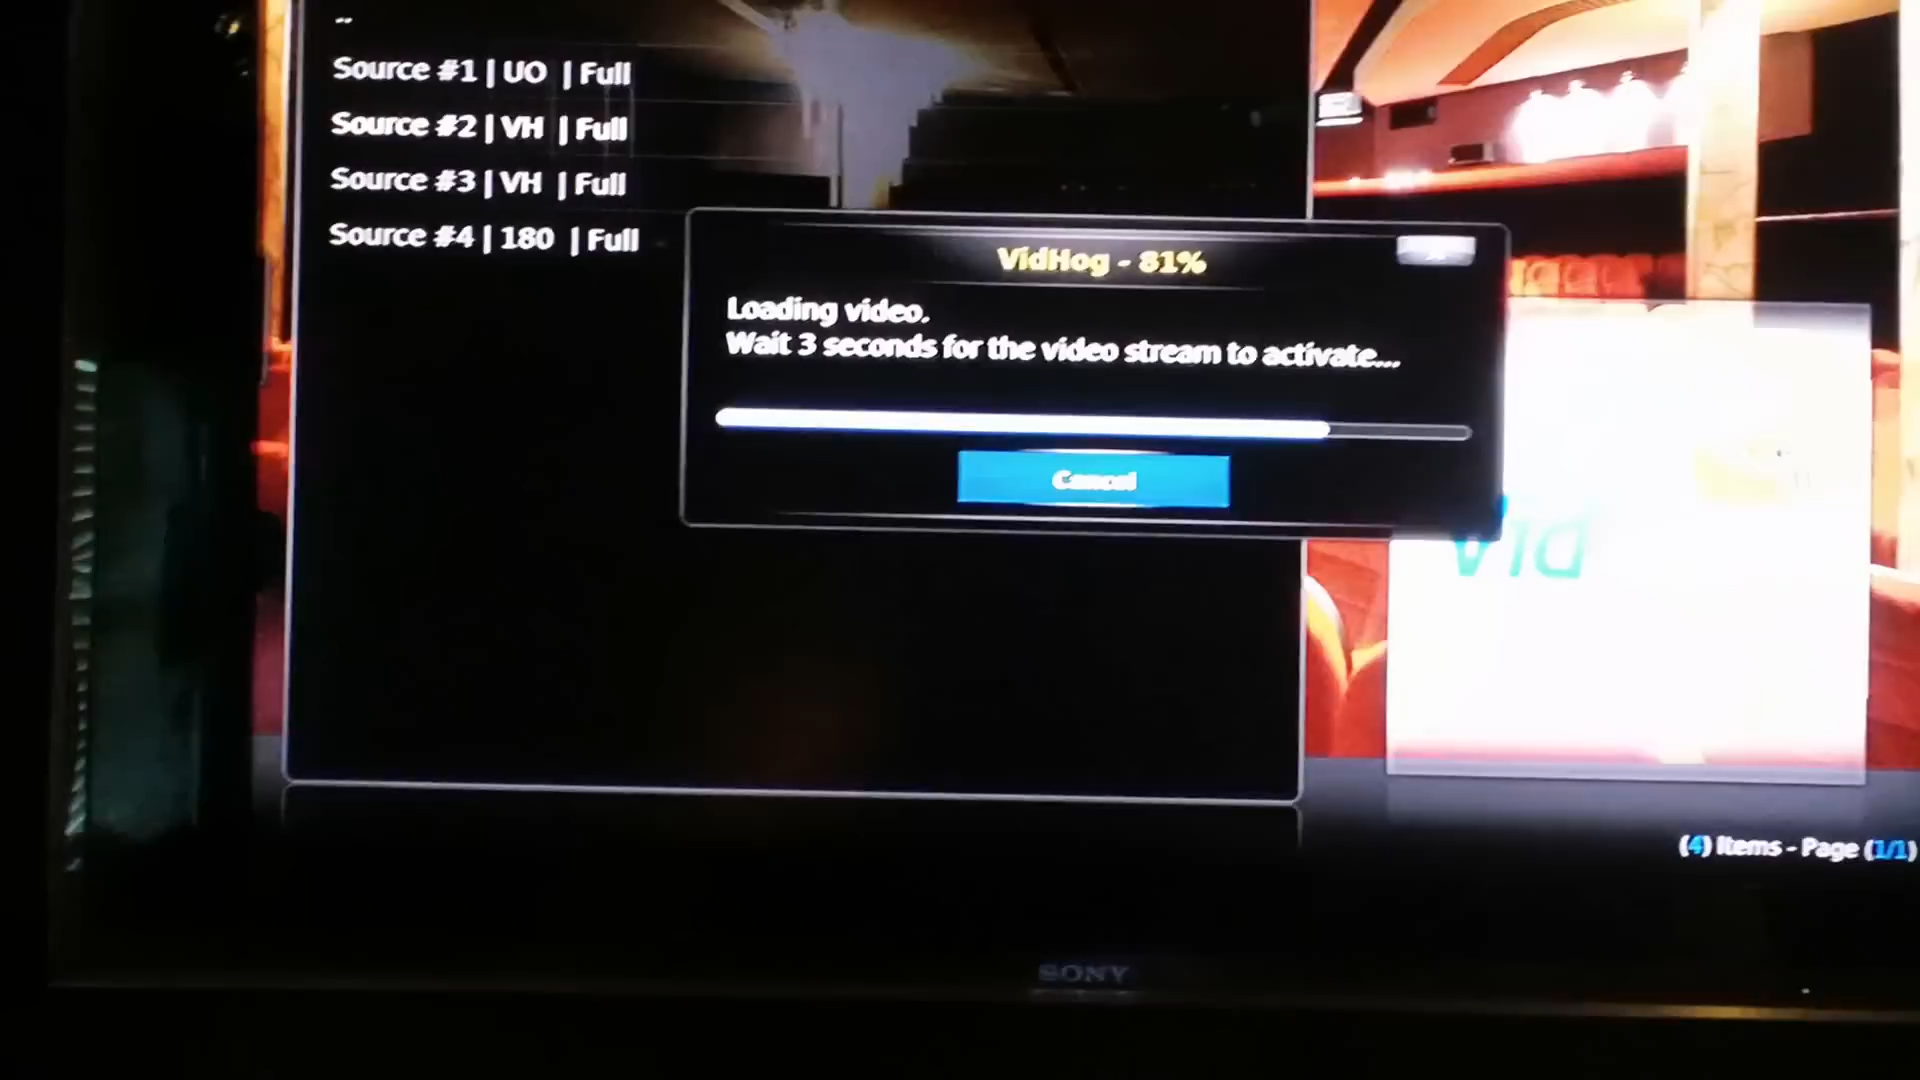 ..
Source #1 | UO | Full
Source #2 | VH | Full
Source #3 | VH | Full
Source #4 | 180 | Full
VidHog - 81%
Loading video.
Wait 3 seconds for the video stream to activate...
Cancel
Vid
(4) Items - Page (1/1)
SONY